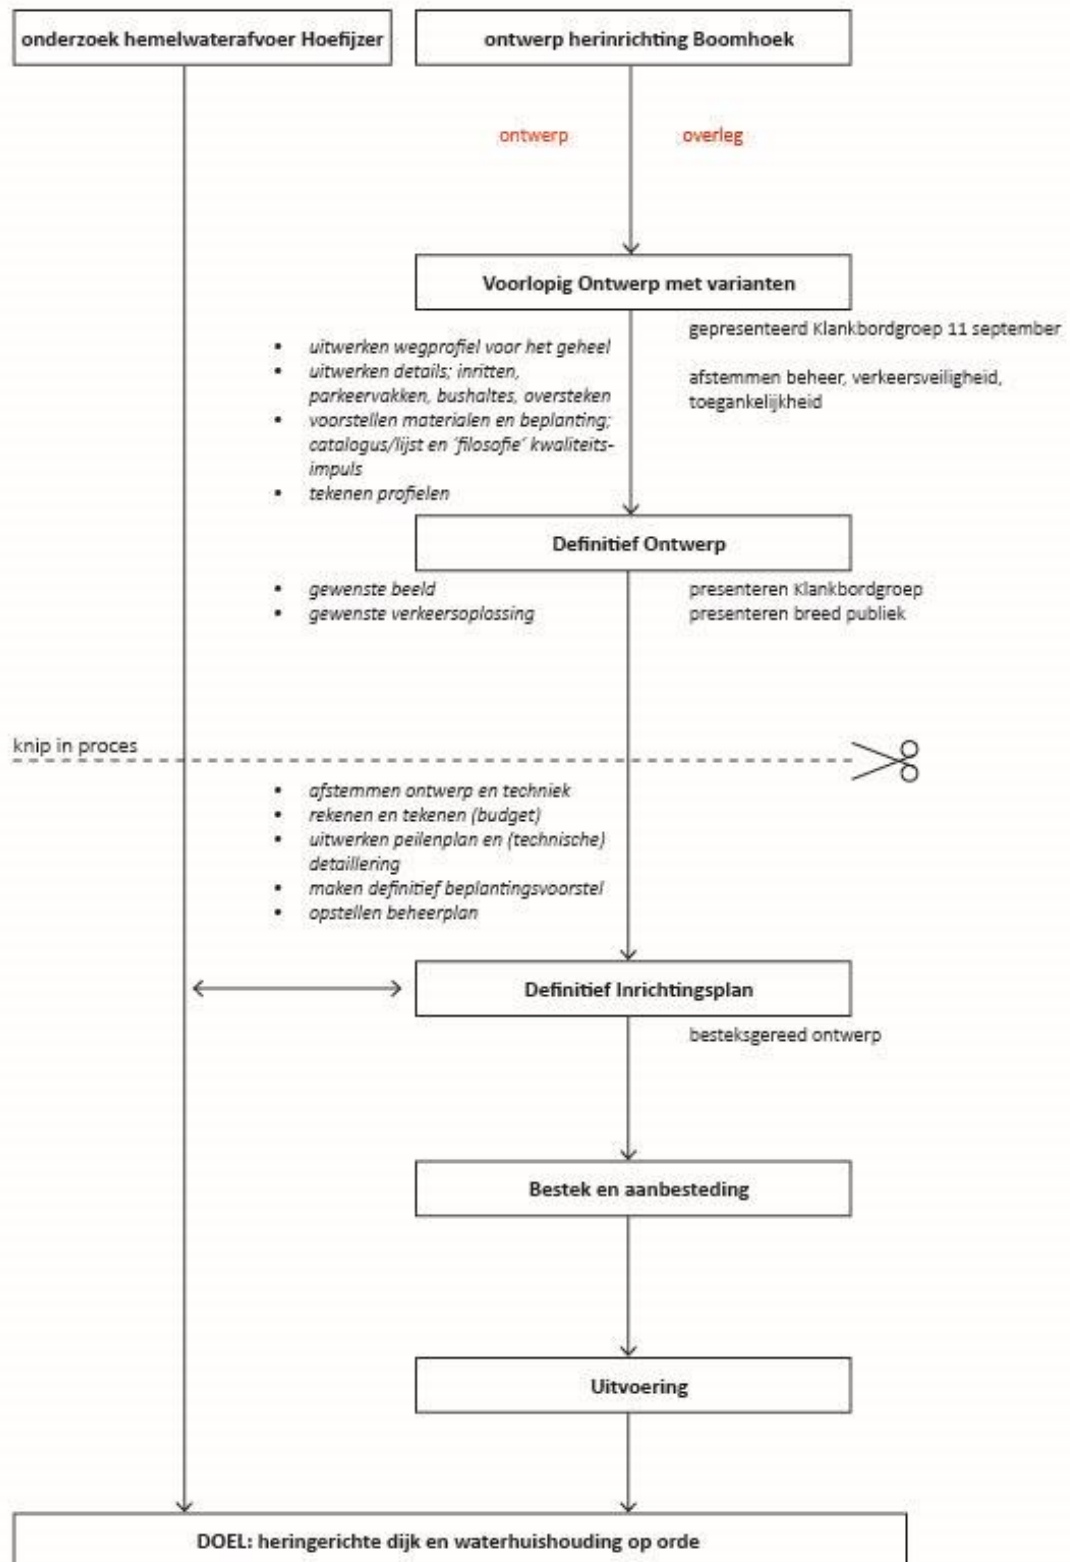 onderzoek hemelwaterafvoer Hoefijzer
ontwerp herinrichting Boomhoek
ontwerp
overleg
Voorlopig Ontwerp met varianten
gepresenteerd Klankbordgroep 11 september
afstemmen beheer, verkeersveiligheid,
toegankelijkheid
• uitwerken wegprofiel voor het geheel
• uitwerken details; inritten,
parkeervakken, bushaltes, oversteken
• voorstellen materialen en beplanting;
catalogus/lijst en ‘filosofie’ kwaliteits-
impuls
• tekenen profielen
Definitief Ontwerp
• gewenste beeld
• gewenste verkeersoplossing
presenteren Klankbordgroep
presenteren breed publiek
knip in proces
• afstemmen ontwerp en techniek
• rekenen en tekenen (budget)
• uitwerken peilenplan en (technische)
detaillering
• maken definitief beplantingsvoorstel
• opstellen beheerplan
Definitief Inrichtingsplan
besteksgereed ontwerp
Bestek en aanbesteding
Uitvoering
DOEL: heringerichte dijk en waterhuishouding op orde